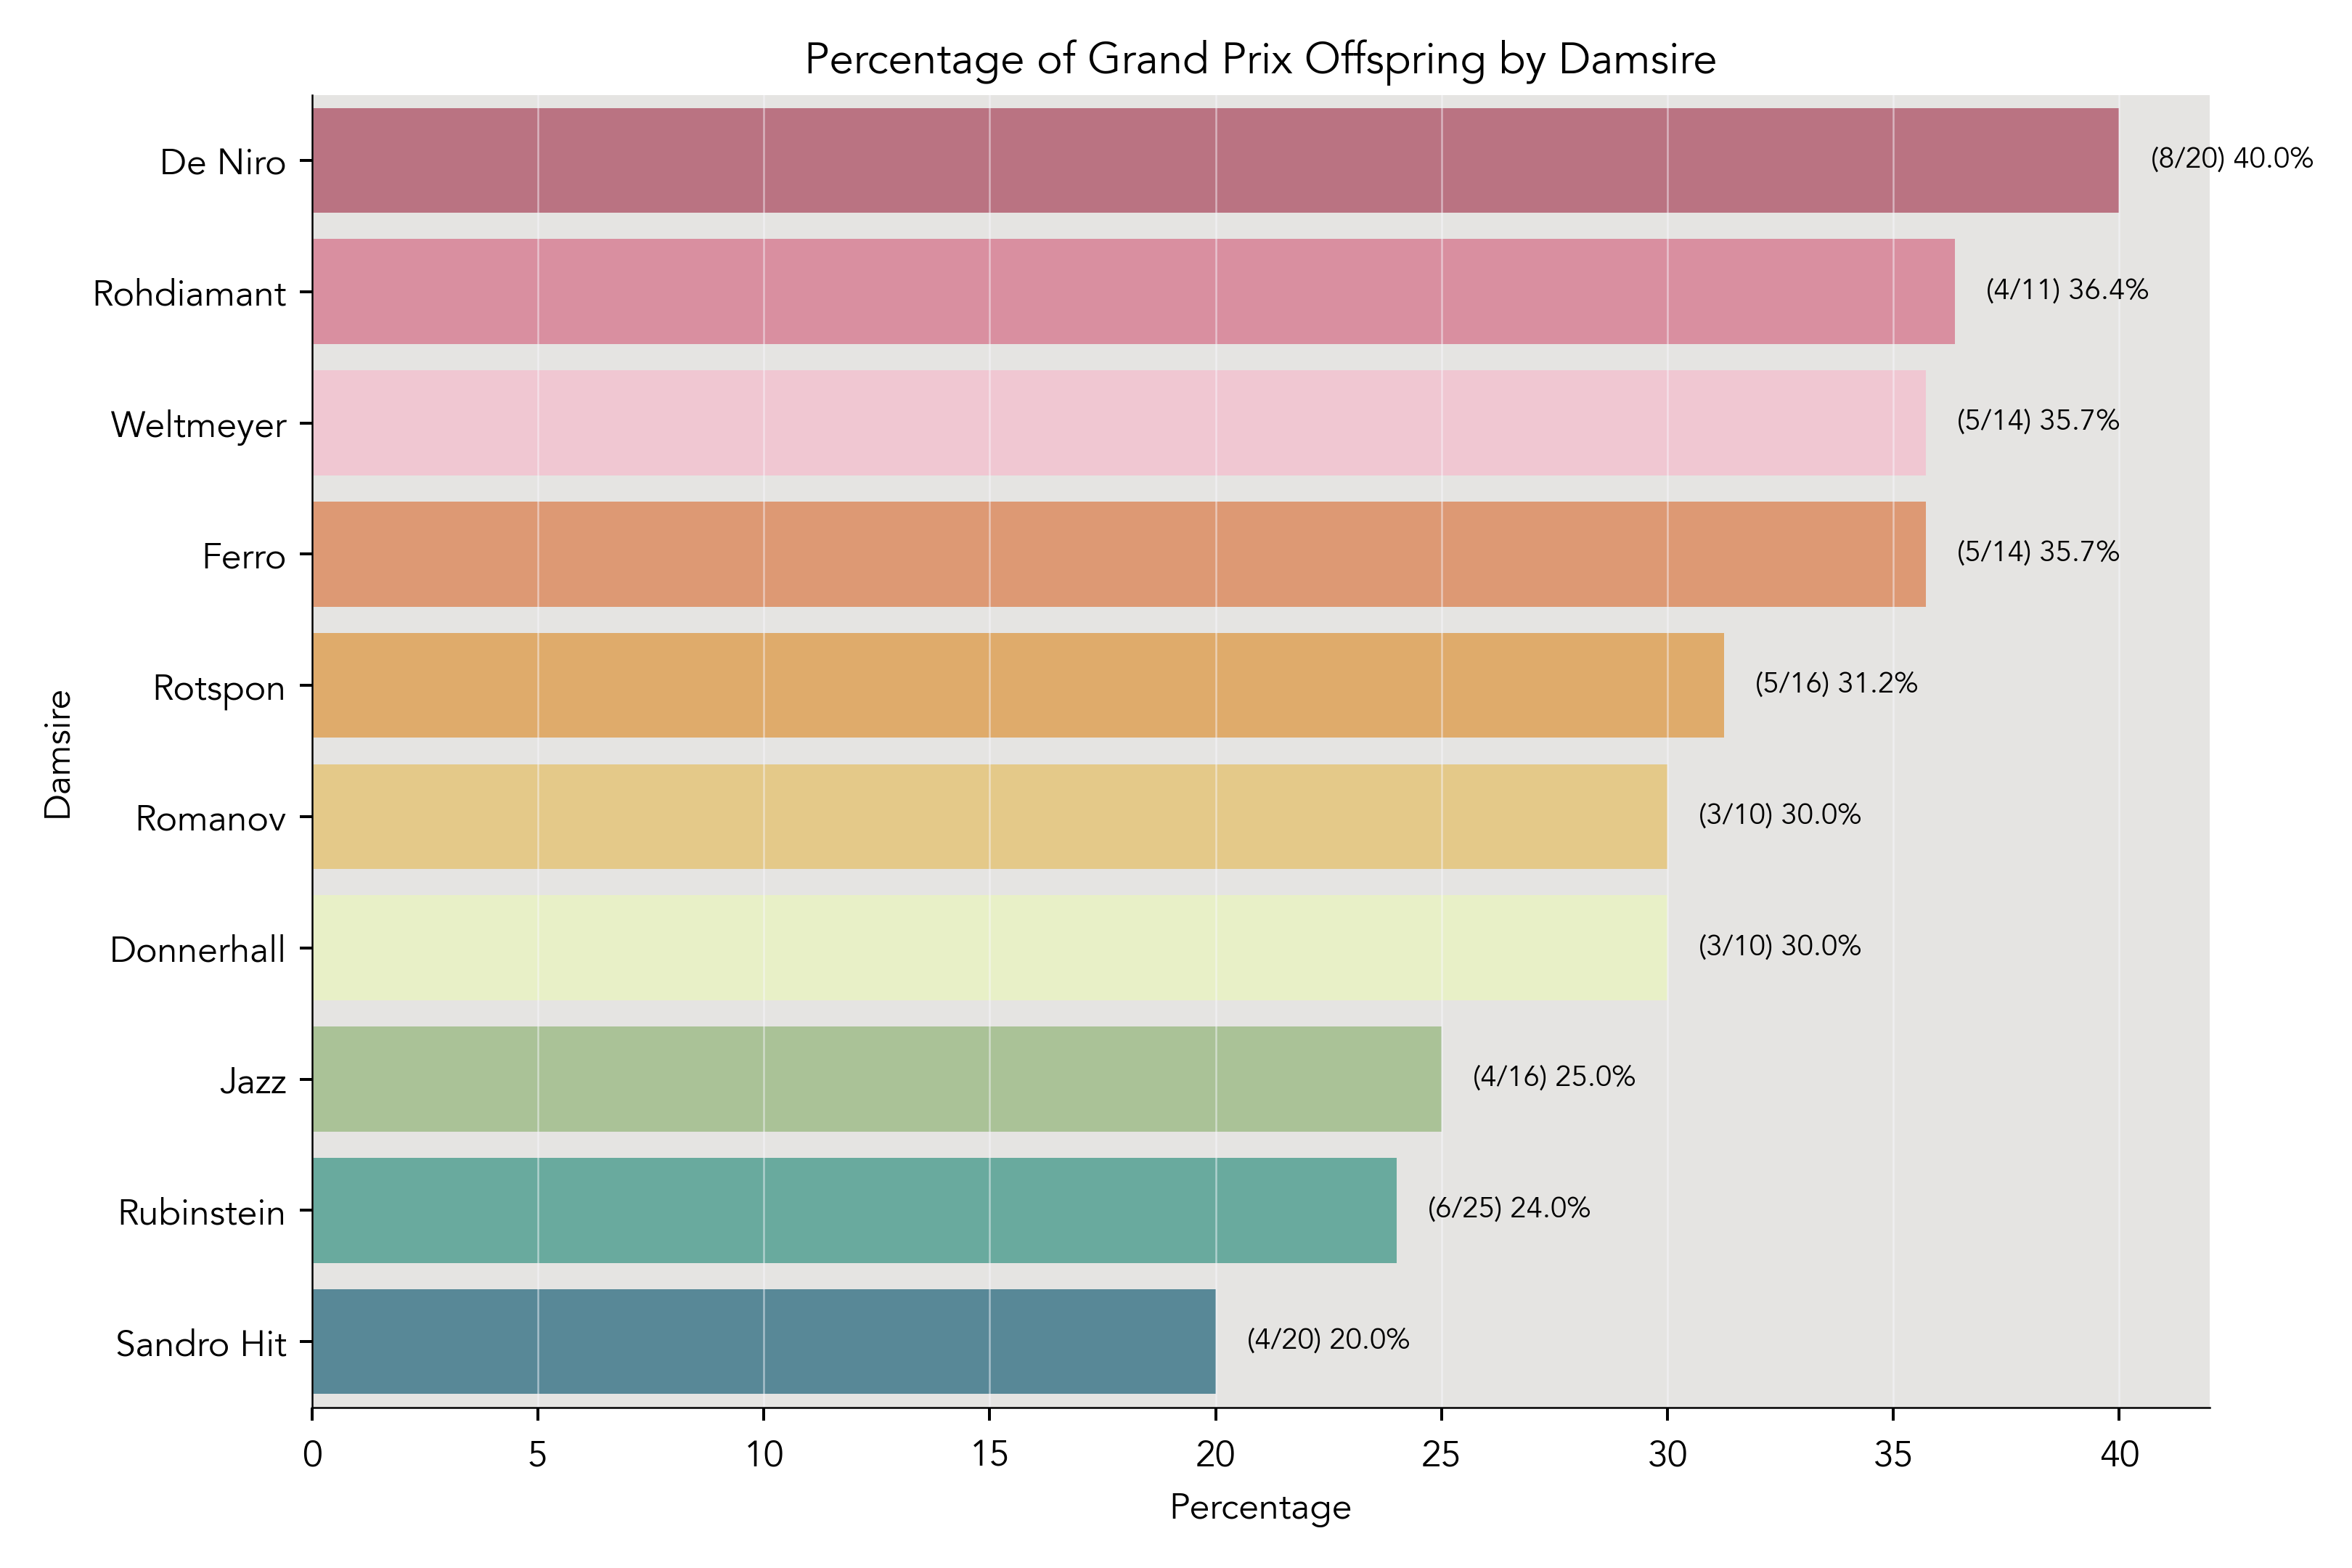 Percentage of Grand Prix Offspring by Damsire
De Niro (8/20) 40.0%
Rohdiamant (4/11) 36.4%
Weltmeyer (5/14) 35.7%
Ferro (5/14) 35.7%
Rotspon (5/16) 31.2%
Romanov (3/10) 30.0%
Donnerhall (3/10) 30.0%
Jazz (4/16) 25.0%
Rubinstein (6/25) 24.0%
Sandro Hit (4/20) 20.0%
Damsire
0 5 10 15 20 25 30 35 40
Percentage